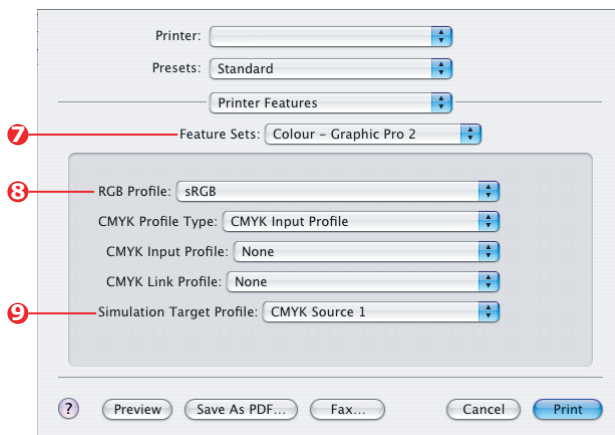 Printer:
Presets: Standard
Printer Features
7 Feature Sets: Colour – Graphic Pro 2
8 RGB Profile: sRGB
CMYK Profile Type: CMYK Input Profile
CMYK Input Profile: None
CMYK Link Profile: None
9 Simulation Target Profile: CMYK Source 1
? Preview Save As PDF... Fax... Cancel Print